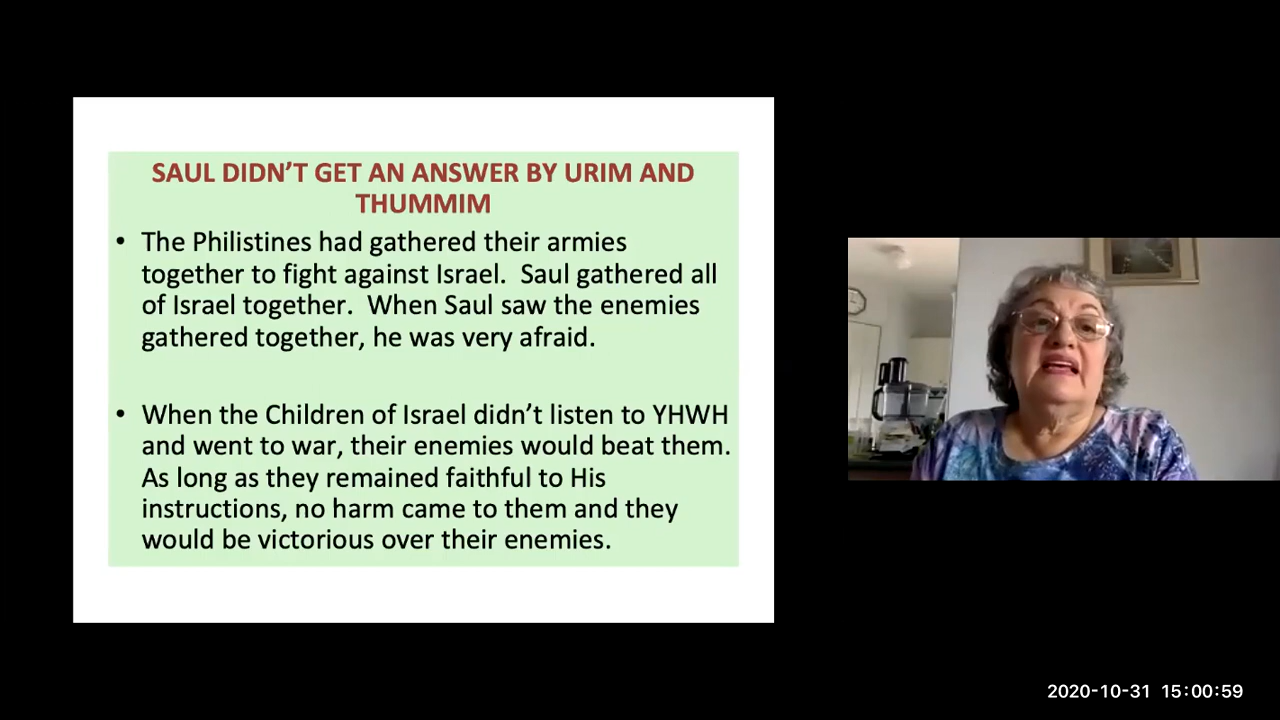 SAUL DIDN’T GET AN ANSWER BY URIM AND
THUMMIM
• The Philistines had gathered their armies
together to fight against Israel.  Saul gathered all
of Israel together.  When Saul saw the enemies
gathered together, he was very afraid.
• When the Children of Israel didn’t listen to YHWH
and went to war, their enemies would beat them.
As long as they remained faithful to His
instructions, no harm came to them and they
would be victorious over their enemies.
2020-10-31 15:00:59